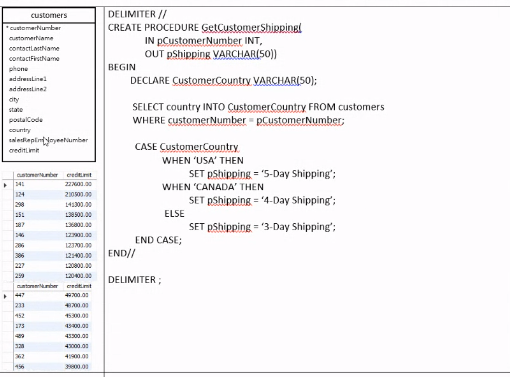 customers
* customerNumber
customerName
contactLastName
contactFirstName
phone
addressLine1
addressLine2
city
state
postalCode
country
salesRepEmployeeNumber
creditLimit
customerNumber creditLimit
141 227600.00
124 210500.00
298 141300.00
151 138500.00
187 136800.00
146 123900.00
286 123700.00
386 121400.00
227 120800.00
259 120400.00
customerNumber creditLimit
447 49700.00
233 48700.00
452 45300.00
173 43400.00
489 43300.00
328 43000.00
362 41900.00
456 39800.00
DELIMITER //
CREATE PROCEDURE GetCustomerShipping(
IN pCustomerNumber INT,
OUT pShipping VARCHAR(50))
BEGIN
DECLARE CustomerCountry VARCHAR(50);
SELECT country INTO CustomerCountry FROM customers
WHERE customerNumber = pCustomerNumber;
CASE CustomerCountry
WHEN ‘USA’ THEN
SET pShipping = ‘5-Day Shipping’;
WHEN ‘CANADA’ THEN
SET pShipping = ‘4-Day Shipping’;
ELSE
SET pShipping = ‘3-Day Shipping’;
END CASE;
END//
DELIMITER ;